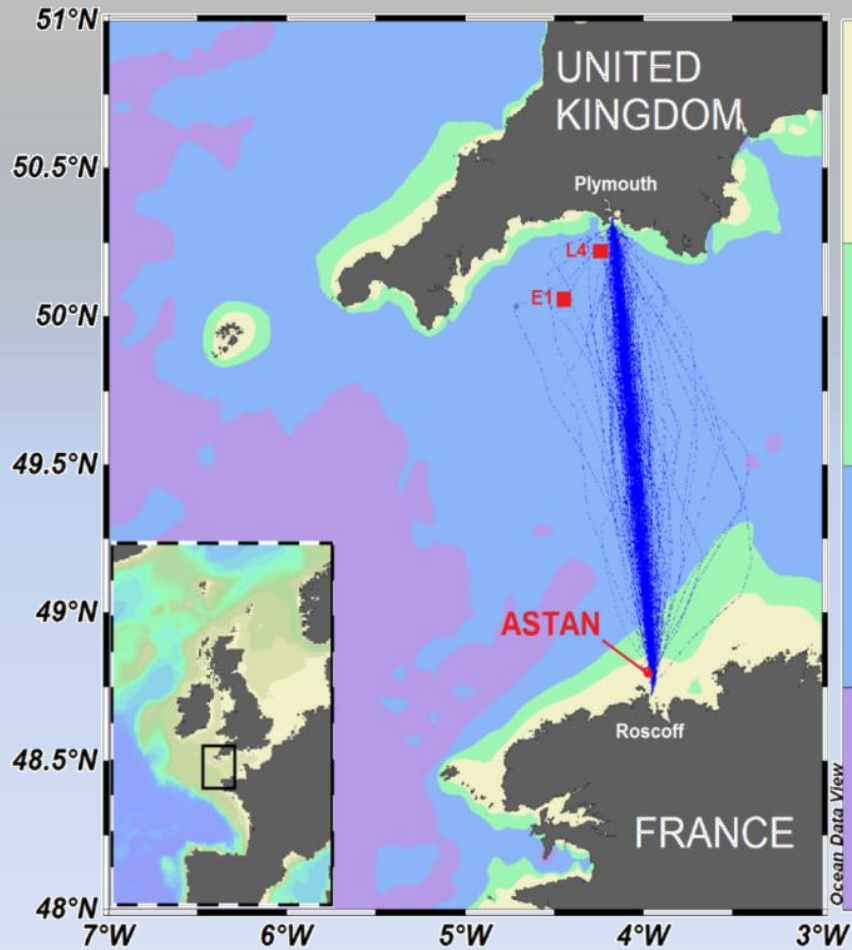 51°N
UNITED
KINGDOM
50.5°N
Plymouth
L4
E1
50°N
49.5°N
49°N
ASTAN
Roscoff
48.5°N
FRANCE
Ocean Data View
48°N
7°W 6°W 5°W 4°W 3°W